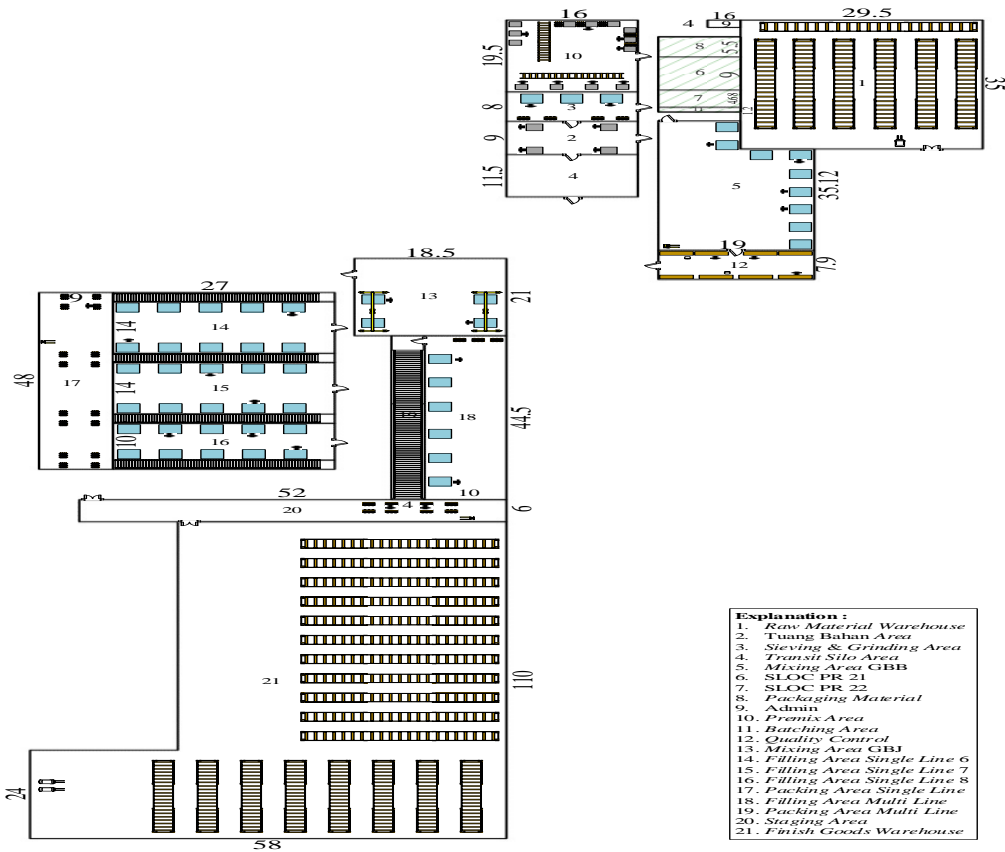 16
19.5
10
8
3
9
2
11.5
4
4
16
9
29.5
8
5.5
6
9
7
468
12
1
35
5
35.12
19
12
7.9
18.5
13
21
9
27
14
14
48
17
14
15
10
16
18
44.5
10
52
20
4
6
21
110
24
58
Explanation :
1. Raw Material Warehouse
2. Tuang Bahan Area
3. Sieving & Grinding Area
4. Transit Silo Area
5. Mixing Area GBB
6. SLOC PR 21
7. SLOC PR 22
8. Packaging Material
9. Admin
10. Premix Area
11. Batching Area
12. Quality Control
13. Mixing Area GBJ
14. Filling Area Single Line 6
15. Filling Area Single Line 7
16. Filling Area Single Line 8
17. Packing Area Single Line
18. Filling Area Multi Line
19. Packing Area Multi Line
20. Staging Area
21. Finish Goods Warehouse